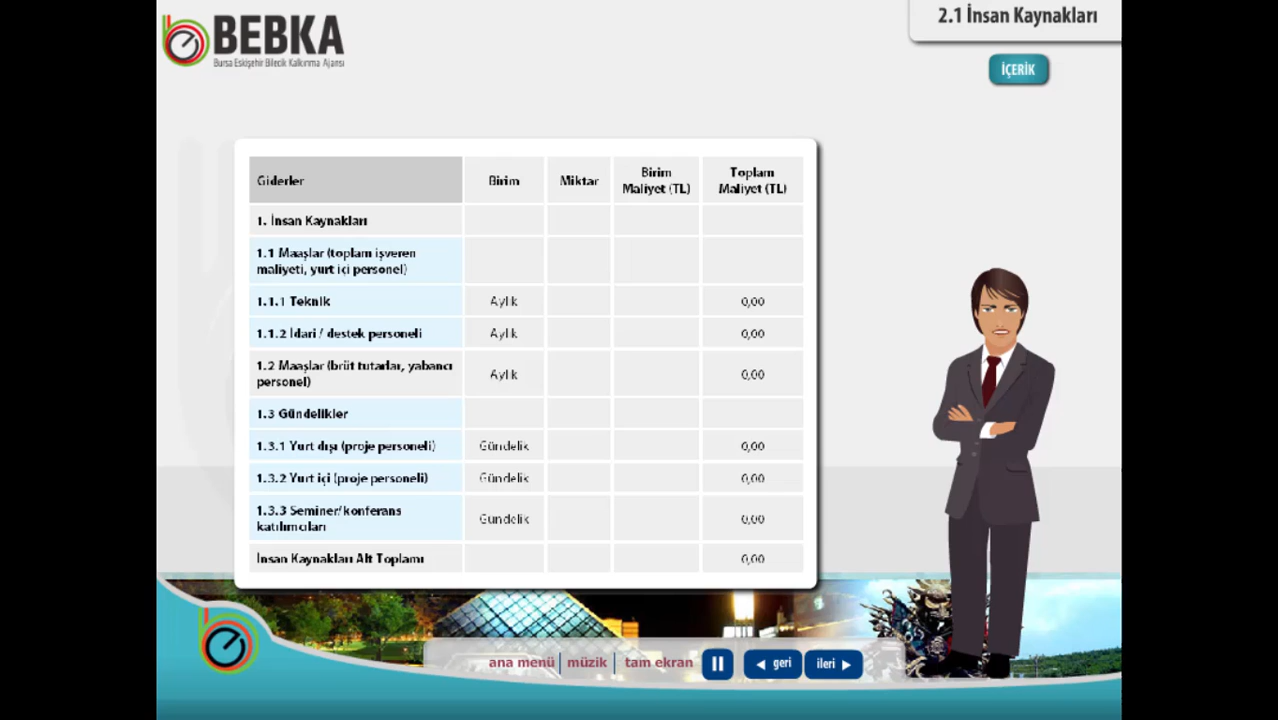 BEBKA
Bursa Eskişehir Bilecik Kalkınma Ajansı
2.1 İnsan Kaynakları
İÇERİK
Giderler Birim Miktar Birim Maliyet (TL) Toplam Maliyet (TL)
1. İnsan Kaynakları
1.1 Maaşlar (toplam işveren
maliyeti, yurt içi personel)
1.1.1 Teknik Aylık 0,00
1.1.2 İdari / destek personeli Aylık 0,00
1.2 Maaşlar (brüt tutarlar, yabancı
personel) Aylık 0,00
1.3 Gündelikler
1.3.1 Yurt dışı (proje personeli) Gündelik 0,00
1.3.2 Yurt içi (proje personeli) Gündelik 0,00
1.3.3 Seminer/konferans
katılımcıları Gündelik 0,00
İnsan Kaynakları Alt Toplamı 0,00
ana menü müzik tam ekran geri ileri